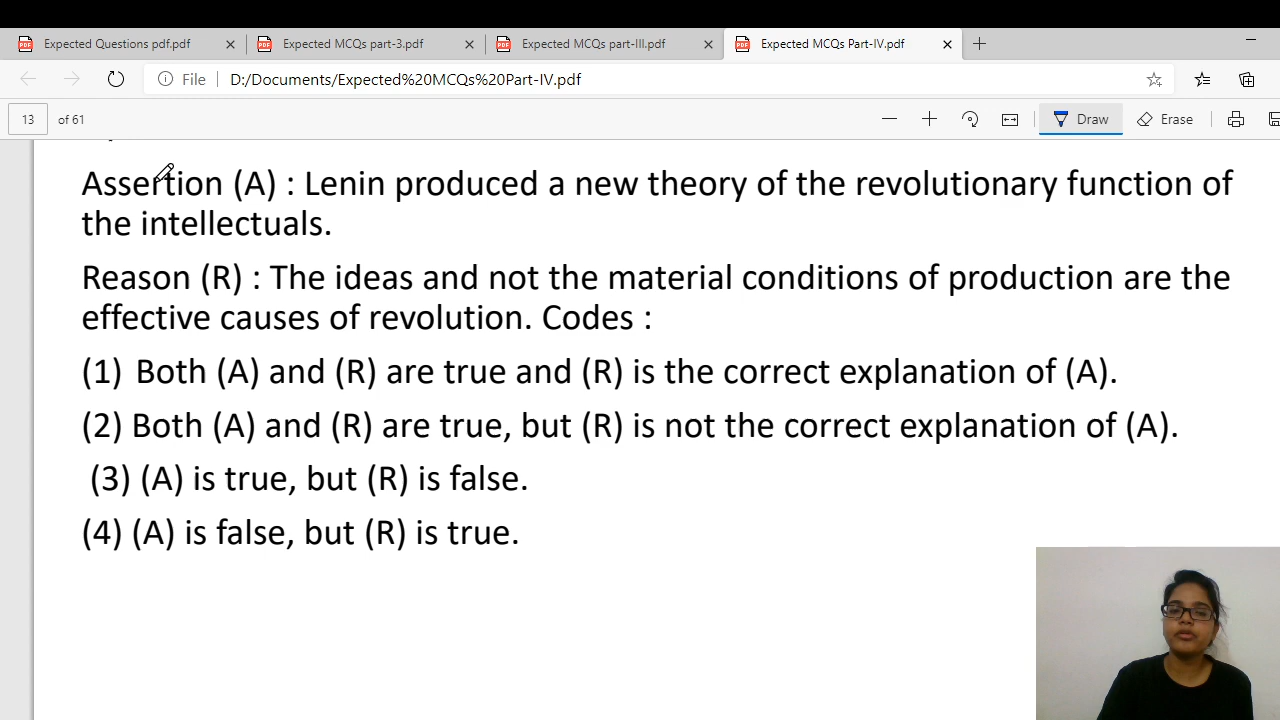 Expected Questions pdf.pdf
Expected MCQs part-3.pdf
Expected MCQs part-III.pdf
Expected MCQs Part-IV.pdf
File
D:/Documents/Expected%20MCQs%20Part-IV.pdf
13 of 61
Draw
Erase
Assertion (A) : Lenin produced a new theory of the revolutionary function of
the intellectuals.
Reason (R) : The ideas and not the material conditions of production are the
effective causes of revolution. Codes :
(1) Both (A) and (R) are true and (R) is the correct explanation of (A).
(2) Both (A) and (R) are true, but (R) is not the correct explanation of (A).
(3) (A) is true, but (R) is false.
(4) (A) is false, but (R) is true.